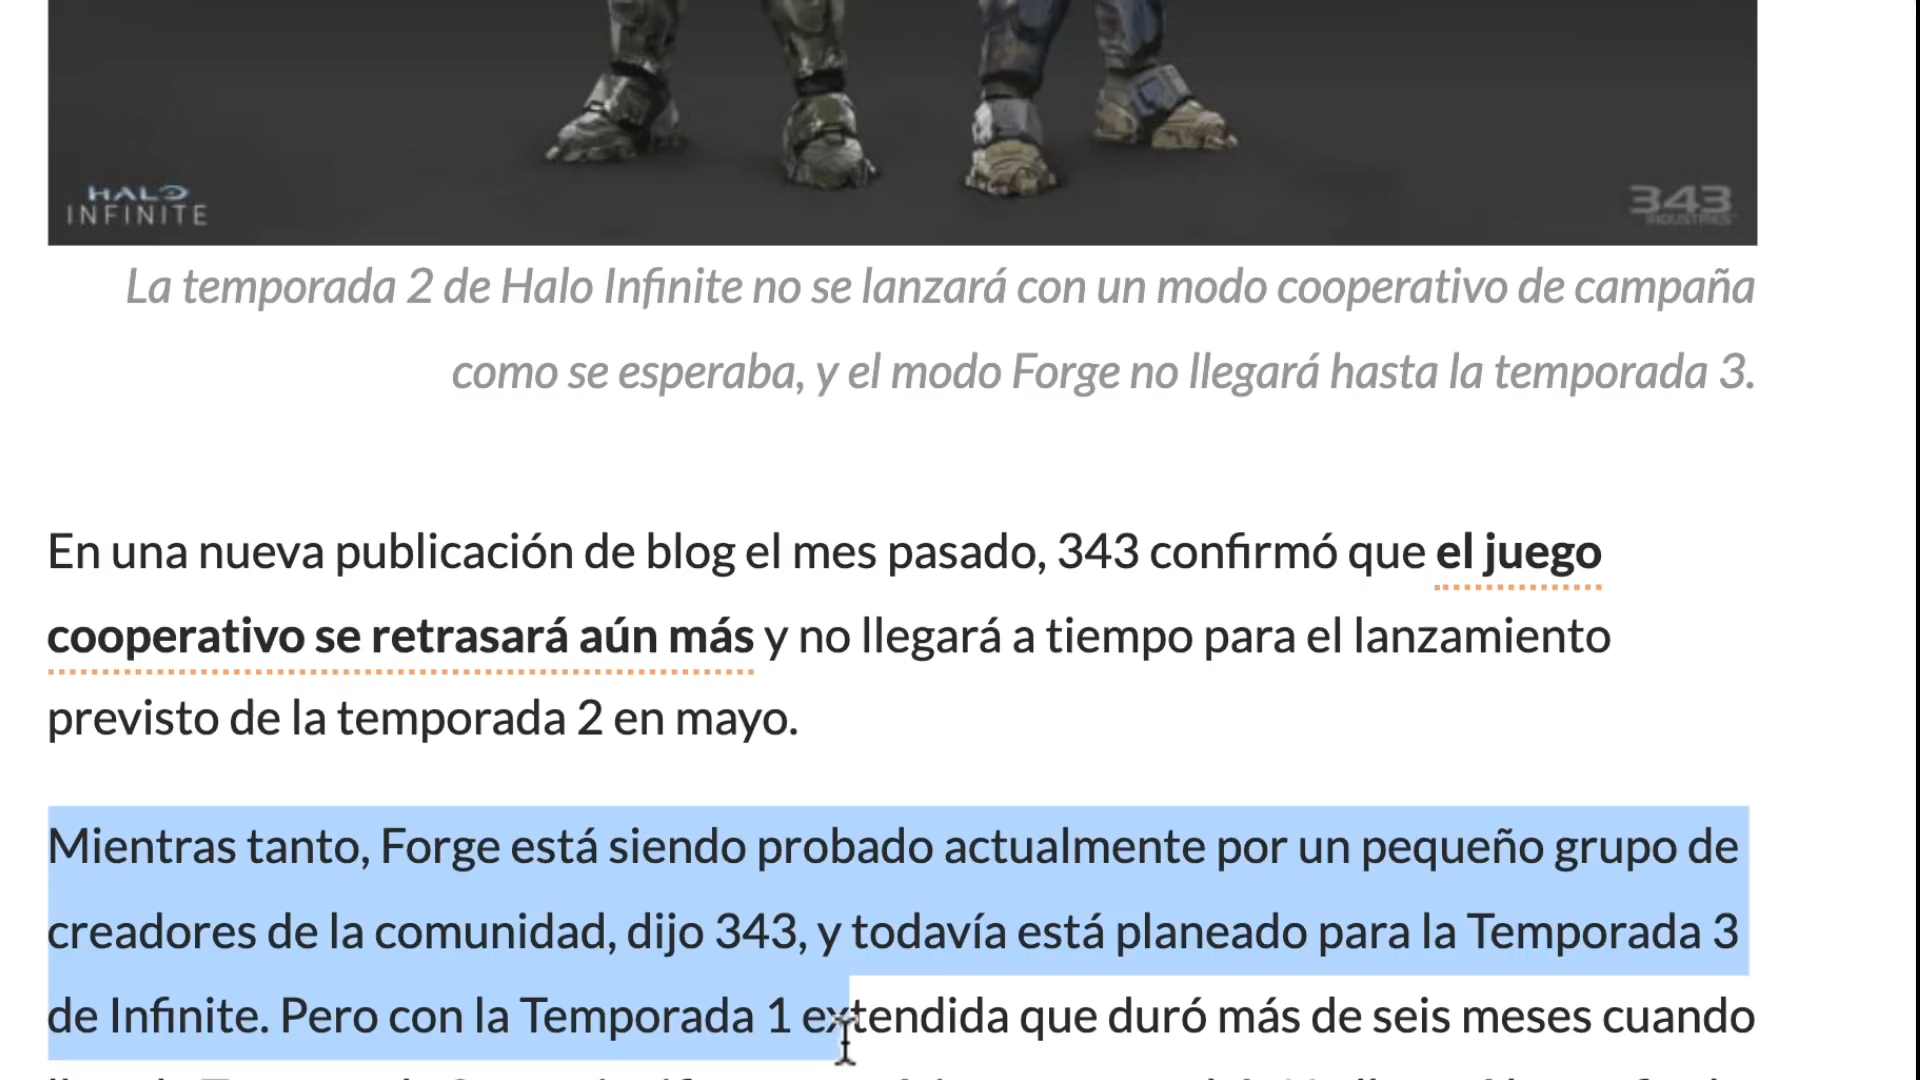 HALO
INFINITE
343
INDUSTRIES
La temporada 2 de Halo Infinite no se lanzará con un modo cooperativo de campaña
como se esperaba, y el modo Forge no llegará hasta la temporada 3.
En una nueva publicación de blog el mes pasado, 343 confirmó que el juego
cooperativo se retrasará aún más y no llegará a tiempo para el lanzamiento
previsto de la temporada 2 en mayo.
Mientras tanto, Forge está siendo probado actualmente por un pequeño grupo de
creadores de la comunidad, dijo 343, y todavía está planeado para la Temporada 3
de Infinite. Pero con la Temporada 1 extendida que duró más de seis meses cuando